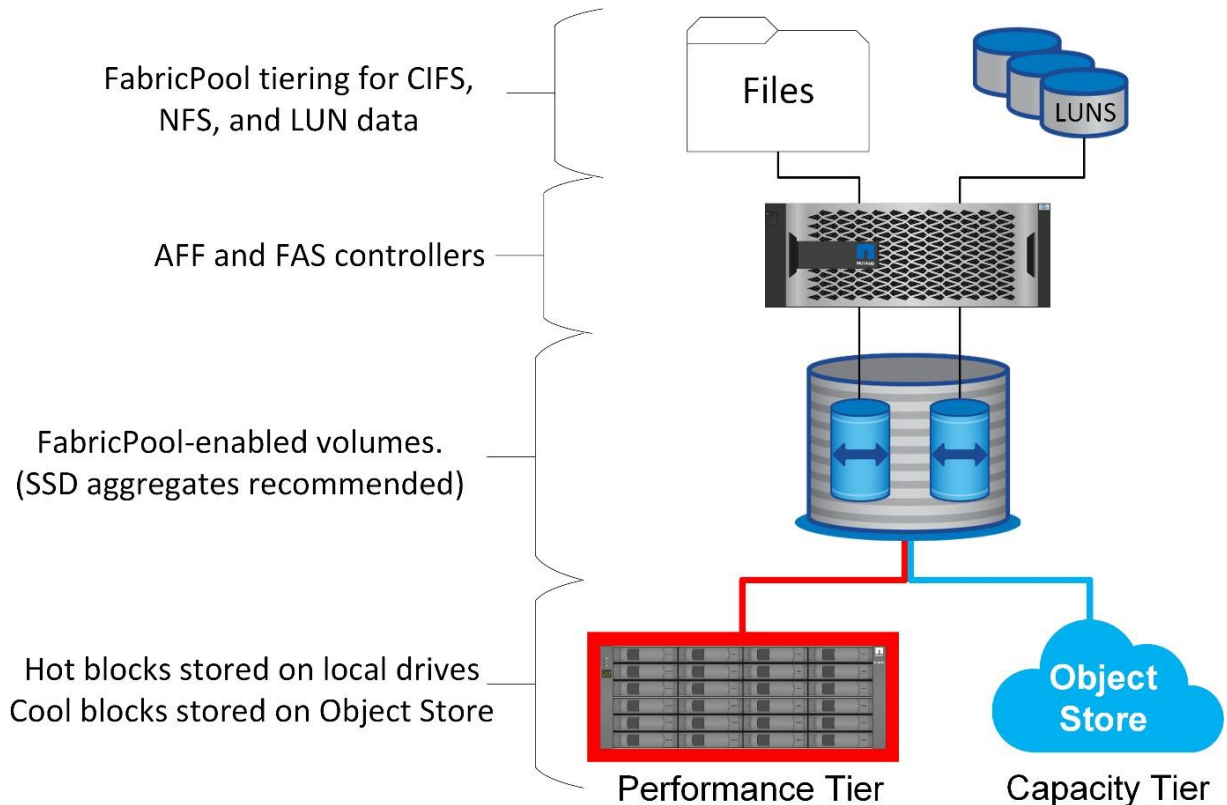 FabricPool tiering for CIFS,
NFS, and LUN data
Files
LUNS
AFF and FAS controllers
NetApp
FabricPool-enabled volumes.
(SSD aggregates recommended)
Hot blocks stored on local drives
Cool blocks stored on Object Store
Object
Store
Performance Tier
Capacity Tier